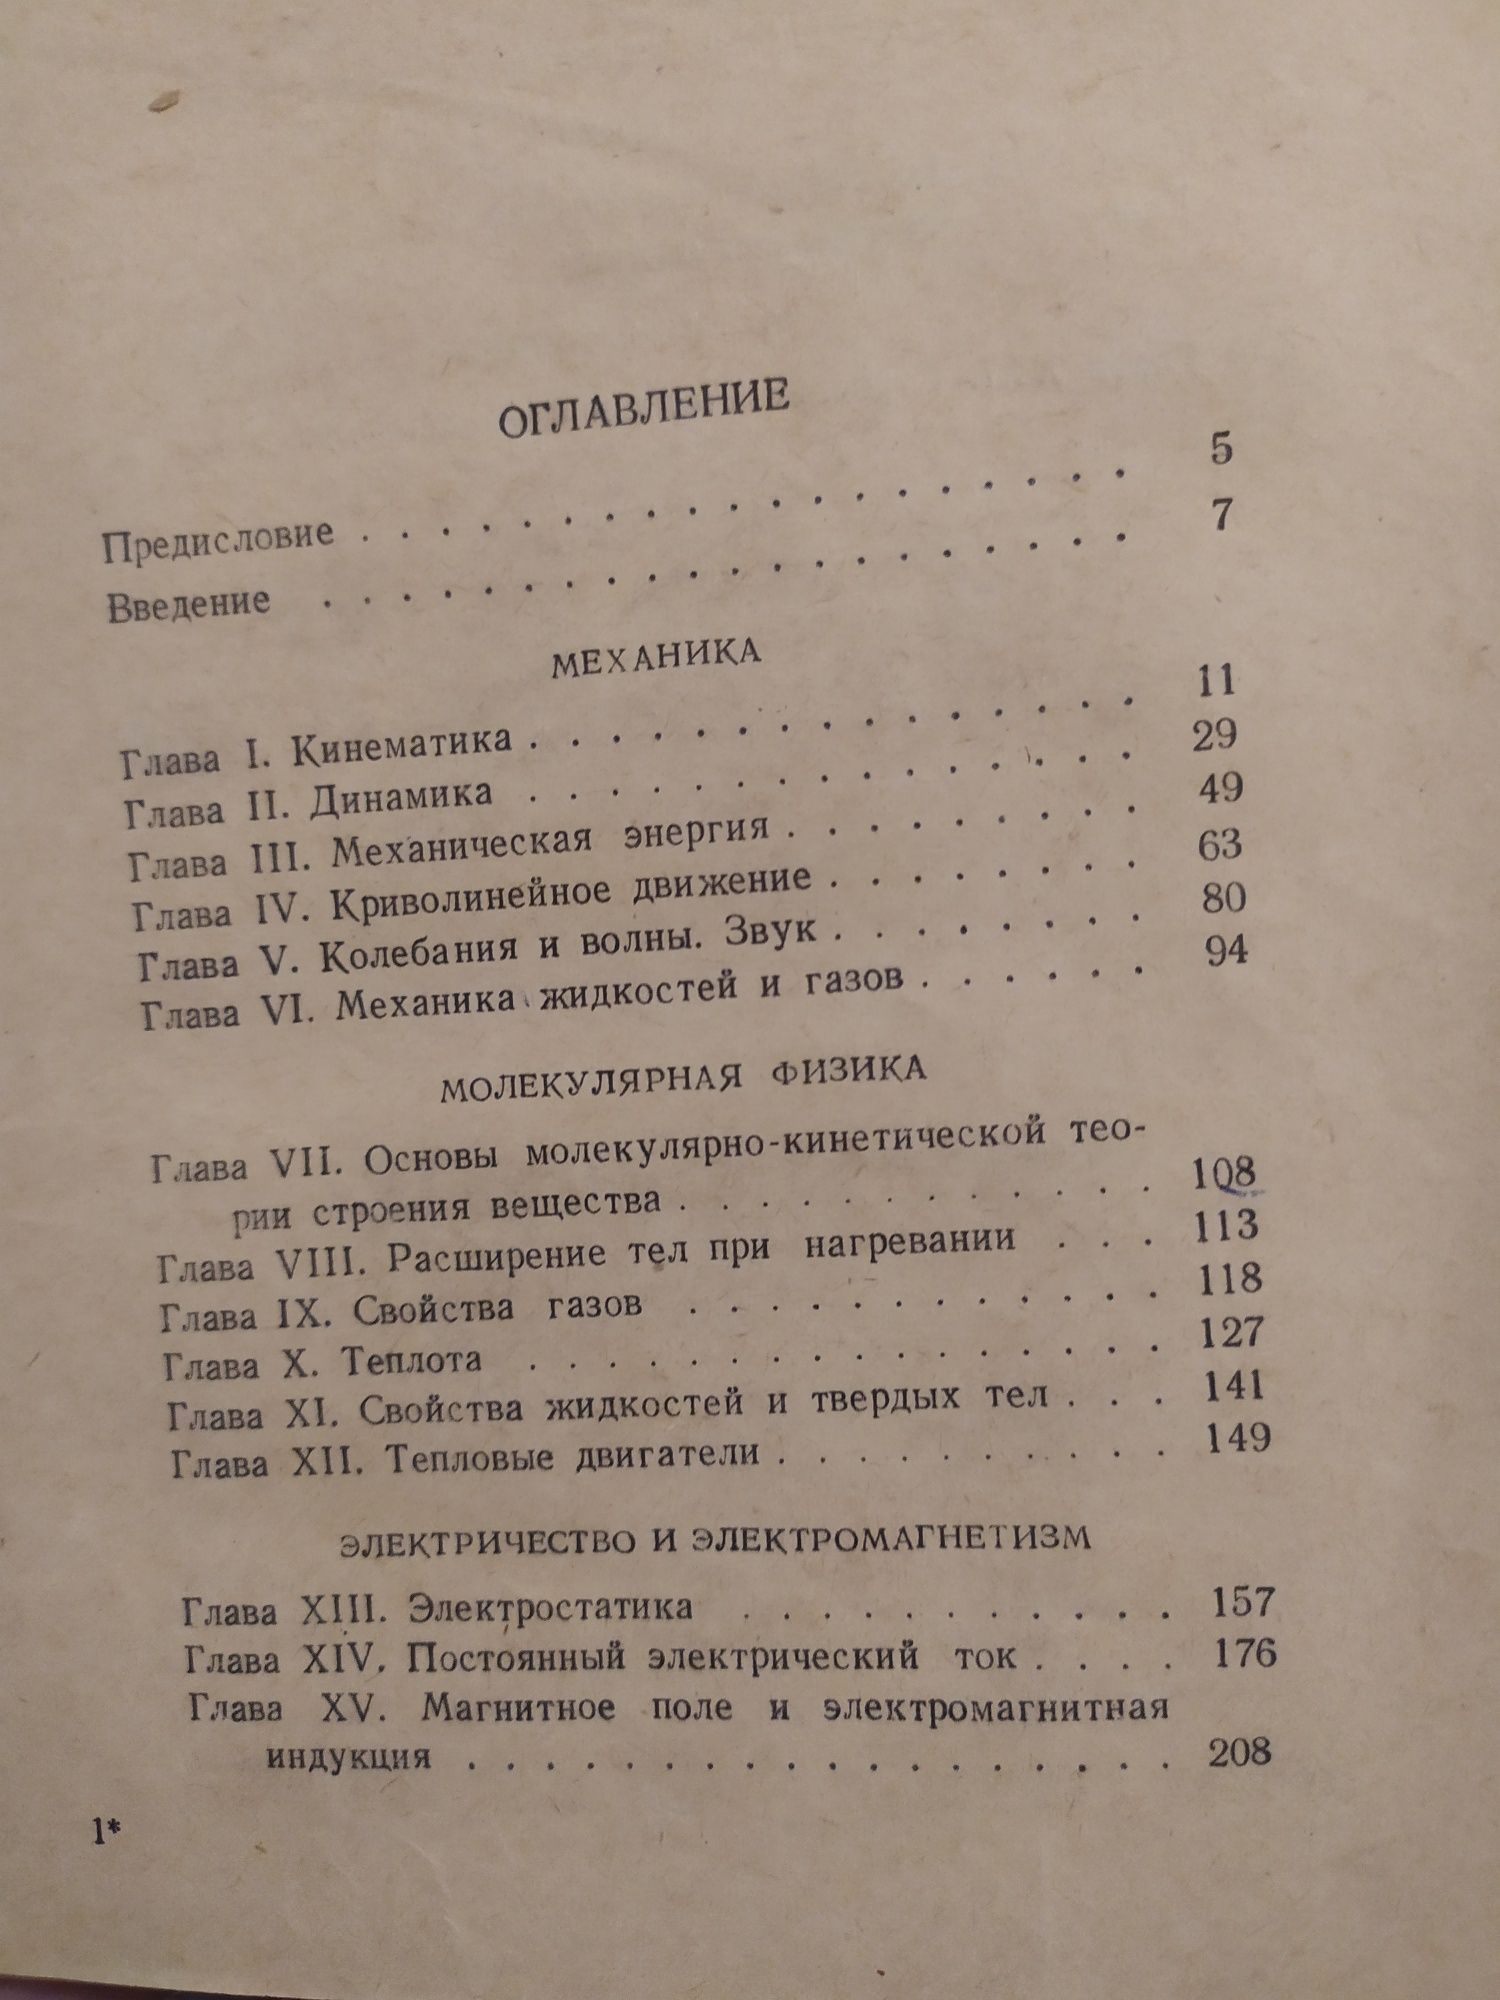 ОГЛАВЛЕНИЕ
Предисловие . . . . . . . . . . . . . . . . . . . 5
Введение . . . . . . . . . . . . . . . . . . . . 7
МЕХАНИКА
Глава I. Кинематика . . . . . . . . . . . . . . . 11
Глава II. Динамика . . . . . . . . . . . . . . . 29
Глава III. Механическая энергия . . . . . . . . . 49
Глава IV. Криволинейное движение . . . . . . . . 63
Глава V. Колебания и волны. Звук . . . . . . . . 80
Глава VI. Механика жидкостей и газов . . . . . . 94
МОЛЕКУЛЯРНАЯ ФИЗИКА
Глава VII. Основы молекулярно-кинетической тео-
рии строения вещества . . . . . . . . . . . . 108
Глава VIII. Расширение тел при нагревании . . . 113
Глава IX. Свойства газов . . . . . . . . . . . . 118
Глава X. Теплота . . . . . . . . . . . . . . . . 127
Глава XI. Свойства жидкостей и твердых тел . . . 141
Глава XII. Тепловые двигатели . . . . . . . . . . 149
ЭЛЕКТРИЧЕСТВО И ЭЛЕКТРОМАГНЕТИЗМ
Глава XIII. Электростатика . . . . . . . . . . . 157
Глава XIV. Постоянный электрический ток . . . . 176
Глава XV. Магнитное поле и электромагнитная
индукция . . . . . . . . . . . . . . . . . . 208
1*